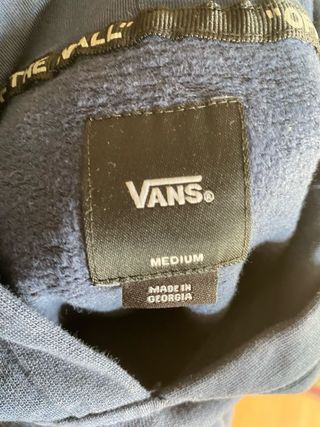 THE WALL"
"O
VANS®
MEDIUM
MADE IN
GEORGIA